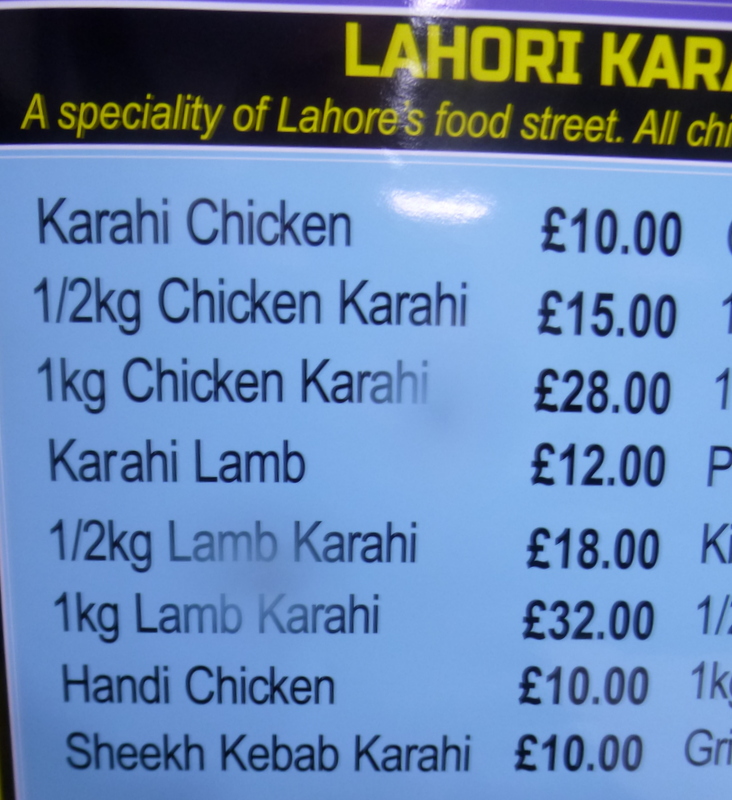 LAHORI
A speciality of Lahore's food street. All
Karahi Chicken £10.00
1/2kg Chicken Karahi £15.00
1kg Chicken Karahi £28.00
Karahi Lamb £12.00
1/2kg Lamb Karahi £18.00
1kg Lamb Karahi £32.00
Handi Chicken £10.00
Sheekh Kebab Karahi £10.00